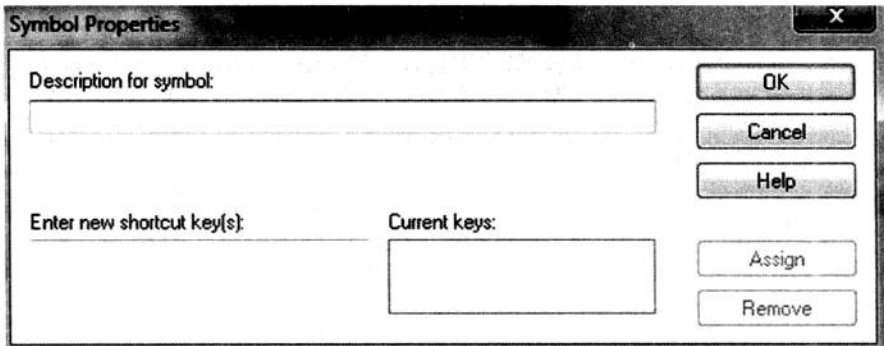 Symbol Properties
X
Description for symbol:
OK
Cancel
Help
Enter new shortcut key(s):
Current keys:
Assign
Remove